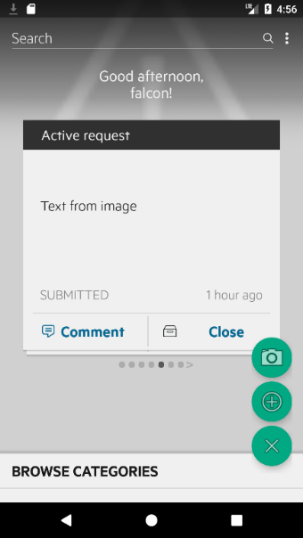 4:56
Search
Good afternoon,
falcon!
Active request
Text from image
SUBMITTED 1 hour ago
Comment Close
BROWSE CATEGORIES